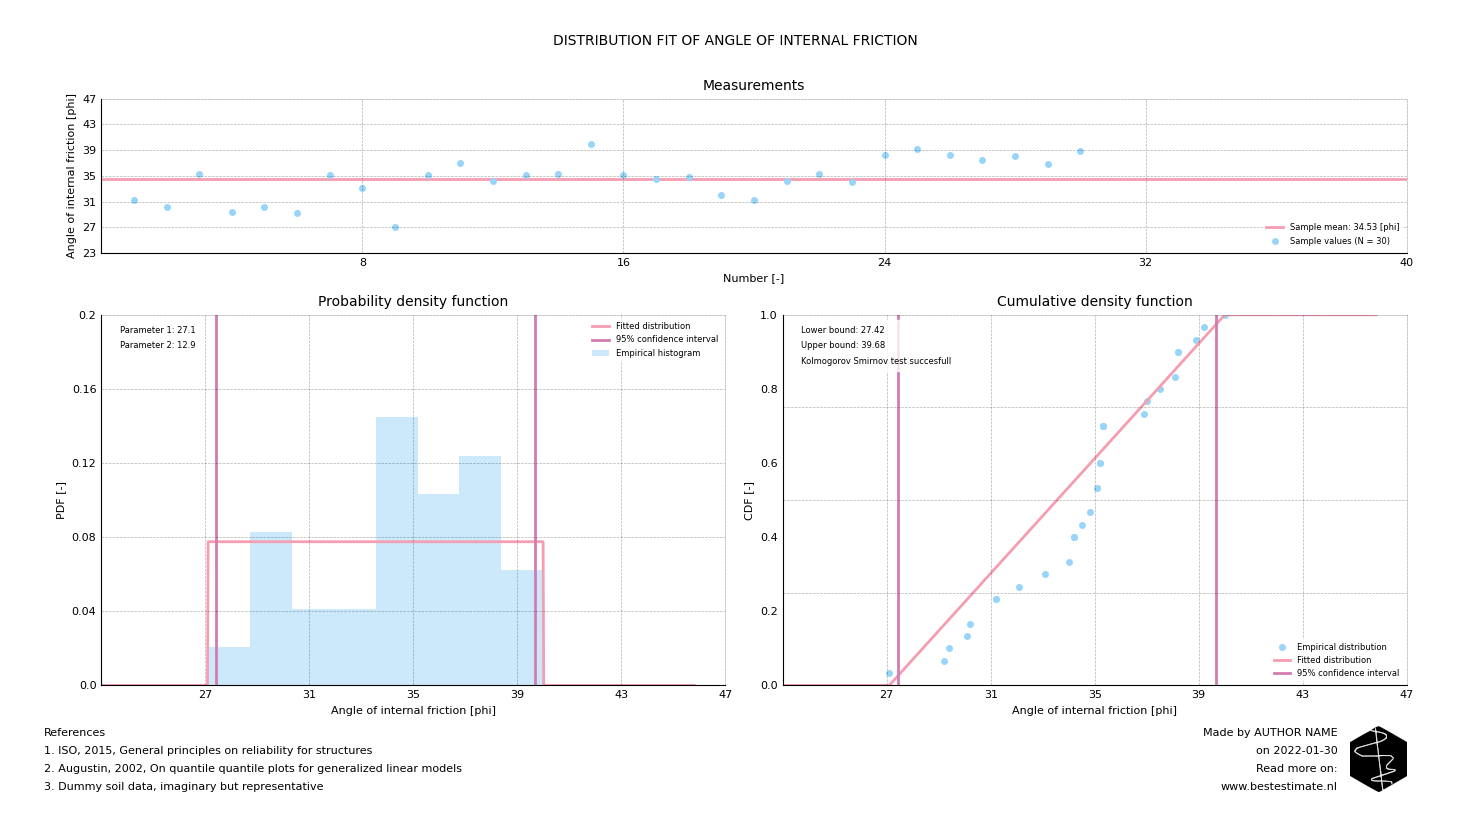 DISTRIBUTION FIT OF ANGLE OF INTERNAL FRICTION
Measurements
Angle of internal friction [phi]
47
43
39
35
31
27
23
8
16
24
32
40
Number [-]
Sample mean: 34.53 [phi]
Sample values (N = 30)
Probability density function
PDF [-]
0.2
0.16
0.12
0.08
0.04
0.0
27
31
35
39
43
47
Angle of internal friction [phi]
Parameter 1: 27.1
Parameter 2: 12.9
Fitted distribution
95% confidence interval
Empirical histogram
Cumulative density function
CDF [-]
1.0
0.8
0.6
0.4
0.2
0.0
27
31
35
39
43
47
Angle of internal friction [phi]
Lower bound: 27.42
Upper bound: 39.68
Kolmogorov Smirnov test succesfull
Empirical distribution
Fitted distribution
95% confidence interval
References
1. ISO, 2015, General principles on reliability for structures
2. Augustin, 2002, On quantile quantile plots for generalized linear models
3. Dummy soil data, imaginary but representative
Made by AUTHOR NAME
on 2022-01-30
Read more on:
www.bestestimate.nl